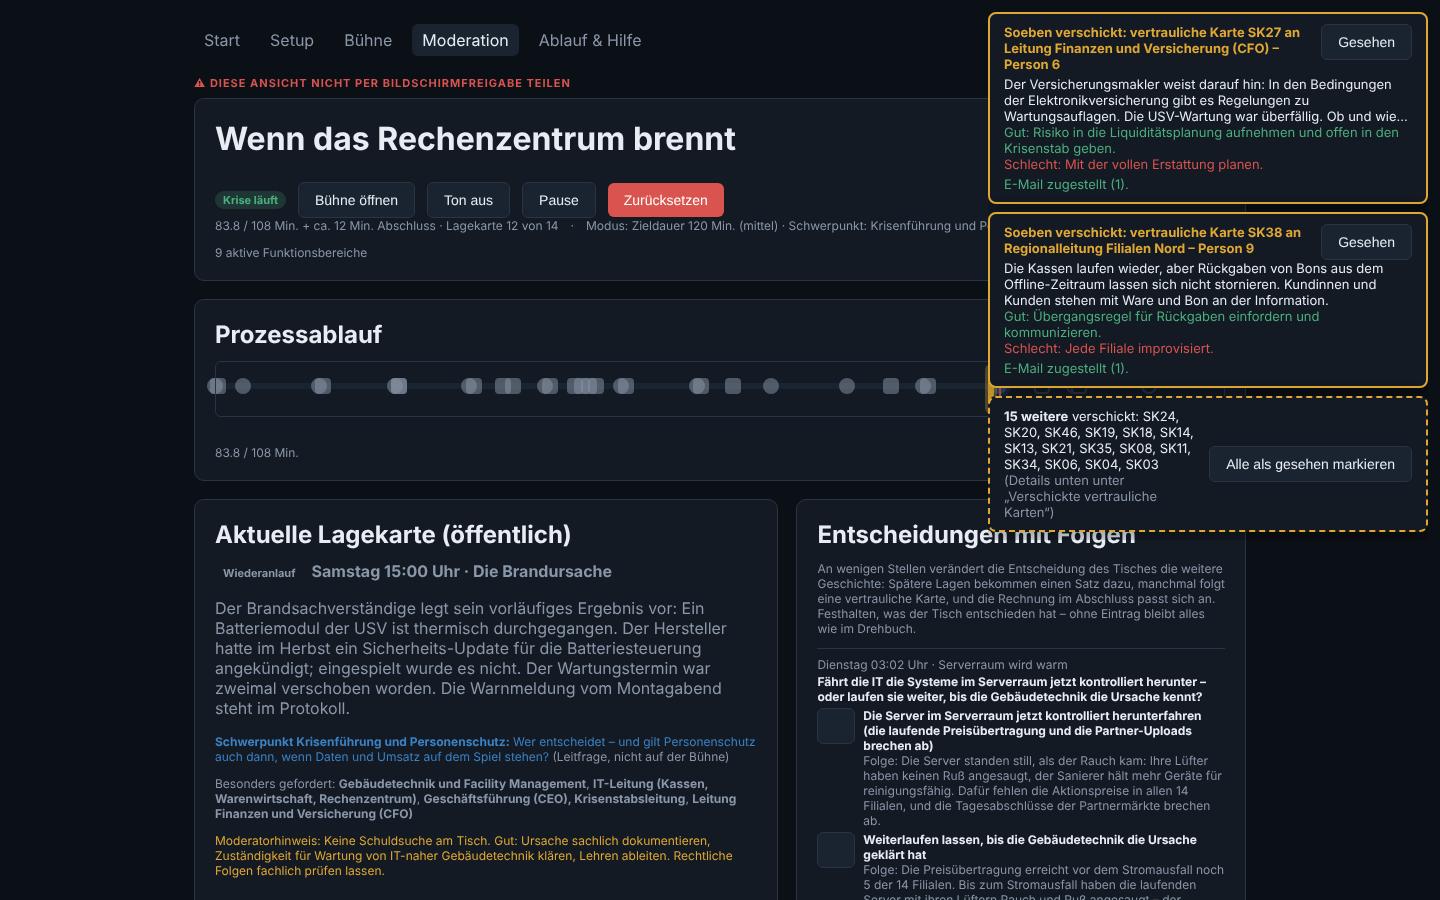 Start
Setup
Bühne
Moderation
Ablauf & Hilfe
⚠ DIESE ANSICHT NICHT PER BILDSCHIRMFREIGABE TEILEN
Wenn das Rechenzentrum brennt
Krise läuft
Bühne öffnen
Ton aus
Pause
Zurücksetzen
83.8 / 108 Min. + ca. 12 Min. Abschluss · Lagekarte 12 von 14 · Modus: Zieldauer 120 Min. (mittel) · Schwerpunkt: Krisenführung und P
9 aktive Funktionsbereiche
Prozessablauf
83.8 / 108 Min.
Soeben verschickt: vertrauliche Karte SK27 an
Leitung Finanzen und Versicherung (CFO) –
Person 6
Gesehen
Der Versicherungsmakler weist darauf hin: In den Bedingungen
der Elektronikversicherung gibt es Regelungen zu
Wartungsauflagen. Die USV-Wartung war überfällig. Ob und wie…
Gut: Risiko in die Liquiditätsplanung aufnehmen und offen in den
Krisenstab geben.
Schlecht: Mit der vollen Erstattung planen.
E-Mail zugestellt (1).
Soeben verschickt: vertrauliche Karte SK38 an
Regionalleitung Filialen Nord – Person 9
Gesehen
Die Kassen laufen wieder, aber Rückgaben von Bons aus dem
Offline-Zeitraum lassen sich nicht stornieren. Kundinnen und
Kunden stehen mit Ware und Bon an der Information.
Gut: Übergangsregel für Rückgaben einfordern und
kommunizieren.
Schlecht: Jede Filiale improvisiert.
E-Mail zugestellt (1).
15 weitere verschickt: SK24,
SK20, SK46, SK19, SK18, SK14,
SK13, SK21, SK35, SK08, SK11,
SK34, SK06, SK04, SK03
(Details unten unter
„Verschickte vertrauliche
Karten“)
Alle als gesehen markieren
Aktuelle Lagekarte (öffentlich)
Wiederanlauf
Samstag 15:00 Uhr · Die Brandursache
Der Brandsachverständige legt sein vorläufiges Ergebnis vor: Ein
Batteriemodul der USV ist thermisch durchgegangen. Der Hersteller
hatte im Herbst ein Sicherheits-Update für die Batteriesteuerung
angekündigt; eingespielt wurde es nicht. Der Wartungstermin war
zweimal verschoben worden. Die Warnmeldung vom Montagabend
steht im Protokoll.
Schwerpunkt Krisenführung und Personenschutz: Wer entscheidet – und gilt Personenschutz
auch dann, wenn Daten und Umsatz auf dem Spiel stehen? (Leitfrage, nicht auf der Bühne)
Besonders gefordert: Gebäudetechnik und Facility Management, IT-Leitung (Kassen,
Warenwirtschaft, Rechenzentrum), Geschäftsführung (CEO), Krisenstabsleitung, Leitung
Finanzen und Versicherung (CFO)
Moderatorhinweis: Keine Schuldsuche am Tisch. Gut: Ursache sachlich dokumentieren,
Zuständigkeit für Wartung von IT-naher Gebäudetechnik klären, Lehren ableiten. Rechtliche
Folgen fachlich prüfen lassen.
Entscheidungen mit Folgen
An wenigen Stellen verändert die Entscheidung des Tisches die weitere
Geschichte: Spätere Lagen bekommen einen Satz dazu, manchmal folgt
eine vertrauliche Karte, und die Rechnung im Abschluss passt sich an.
Festhalten, was der Tisch entschieden hat – ohne Eintrag bleibt alles
wie im Drehbuch.
Dienstag 03:02 Uhr · Serverraum wird warm
Fährt die IT die Systeme im Serverraum jetzt kontrolliert herunter –
oder laufen sie weiter, bis die Gebäudetechnik die Ursache kennt?
Die Server im Serverraum jetzt kontrolliert herunterfahren
(die laufende Preisübertragung und die Partner-Uploads
brechen ab)
Folge: Die Server standen still, als der Rauch kam: Ihre Lüfter
haben keinen Ruß angesaugt, der Sanierer hält mehr Geräte für
reinigungsfähig. Dafür fehlen die Aktionspreise in allen 14
Filialen, und die Tagesabschlüsse der Partnermärkte brechen
ab.
Weiterlaufen lassen, bis die Gebäudetechnik die Ursache
geklärt hat
Folge: Die Preisübertragung erreicht vor dem Stromausfall noch
5 der 14 Filialen. Bis zum Stromausfall haben die laufenden
Server mit ihren Lüftern Rauch und Ruß angesaugt – der